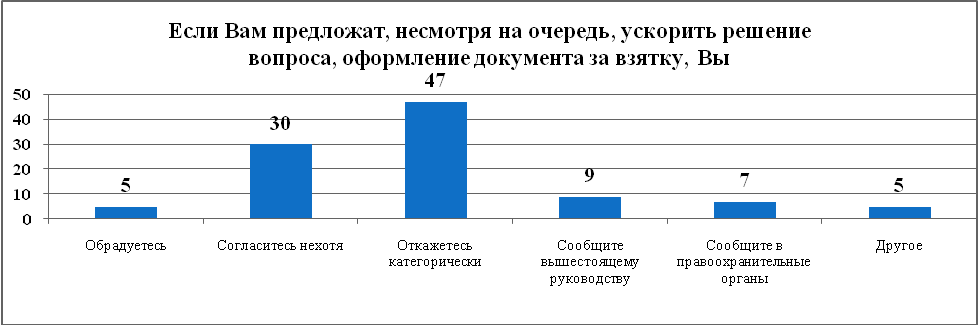 Если Вам предложат, несмотря на очередь, ускорить решение
вопроса, оформление документа за взятку, Вы
50
40
30
20
10
0
5
30
47
9
7
5
Обрадуетесь
Согласитесь нехотя
Откажетесь
категорически
Сообщите
вышестоящему
руководству
Сообщите в
правоохранительные
органы
Другое